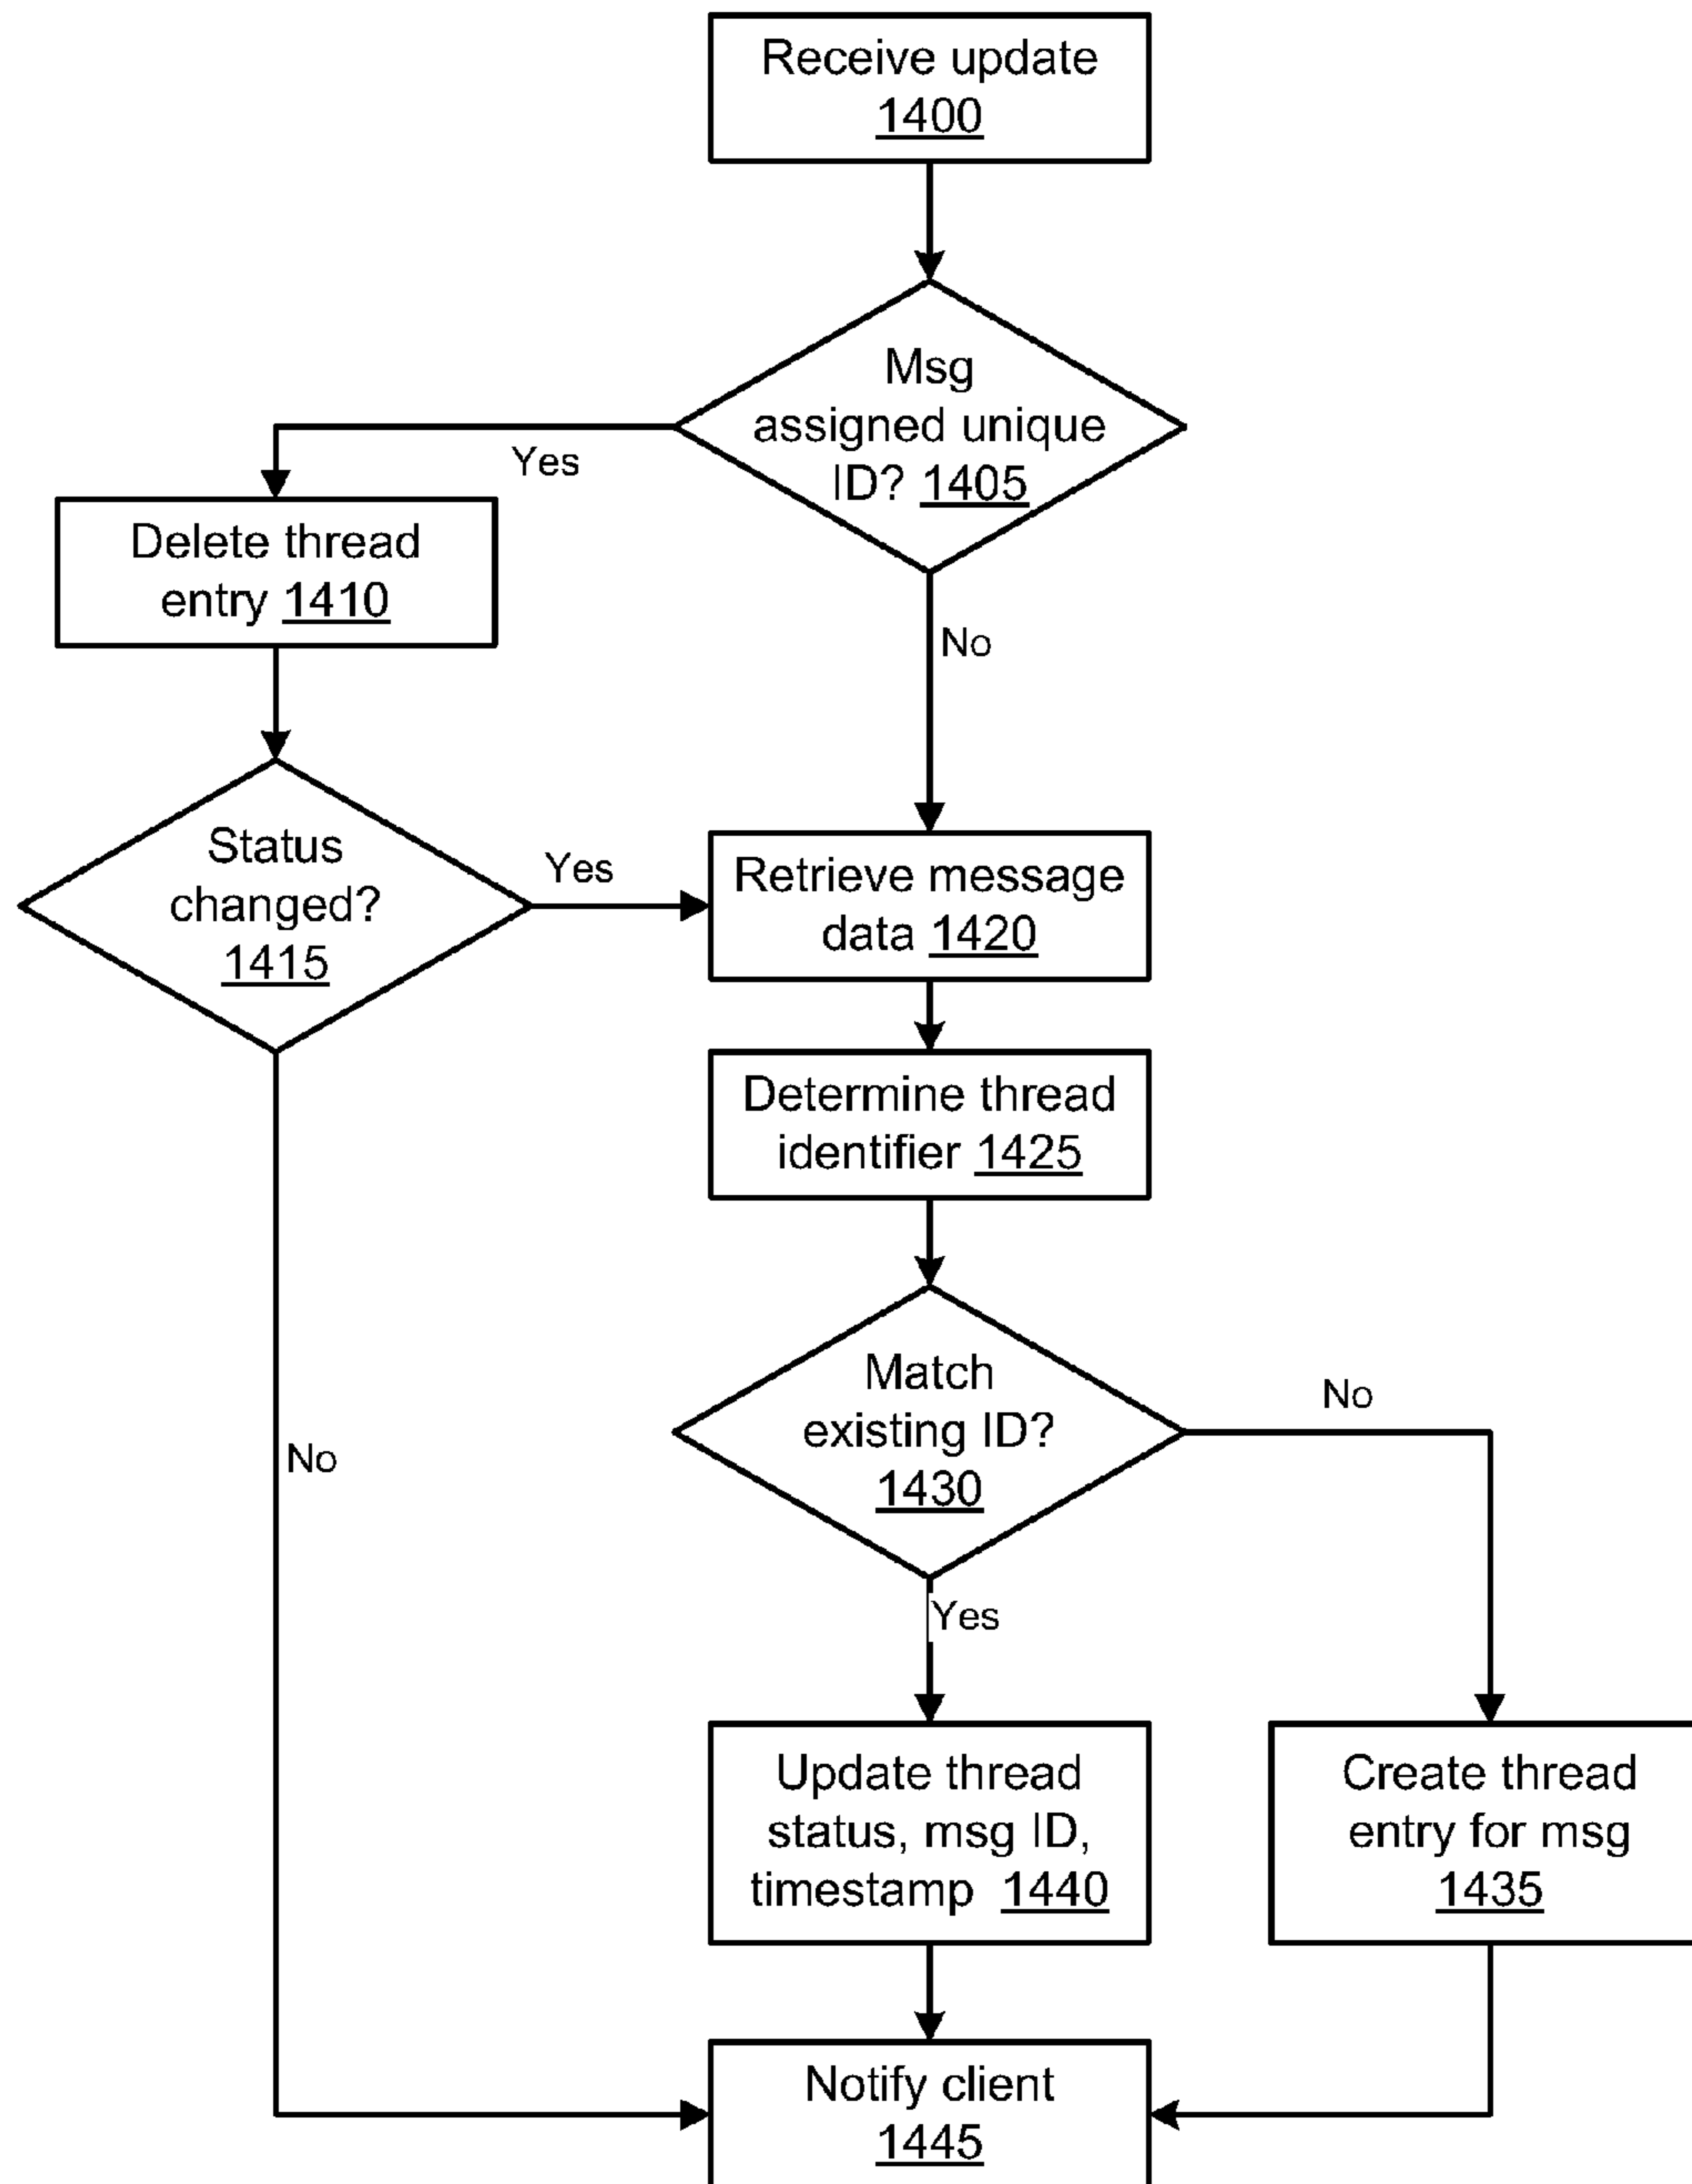 Receive update
1400
Msg
assigned unique
ID? 1405
Yes
Delete thread
entry 1410
No
Status
changed?
1415
Yes
Retrieve message
data 1420
Determine thread
identifier 1425
Match
existing ID?
1430
No
No
Yes
Update thread
status, msg ID,
timestamp 1440
Create thread
entry for msg
1435
Notify client
1445